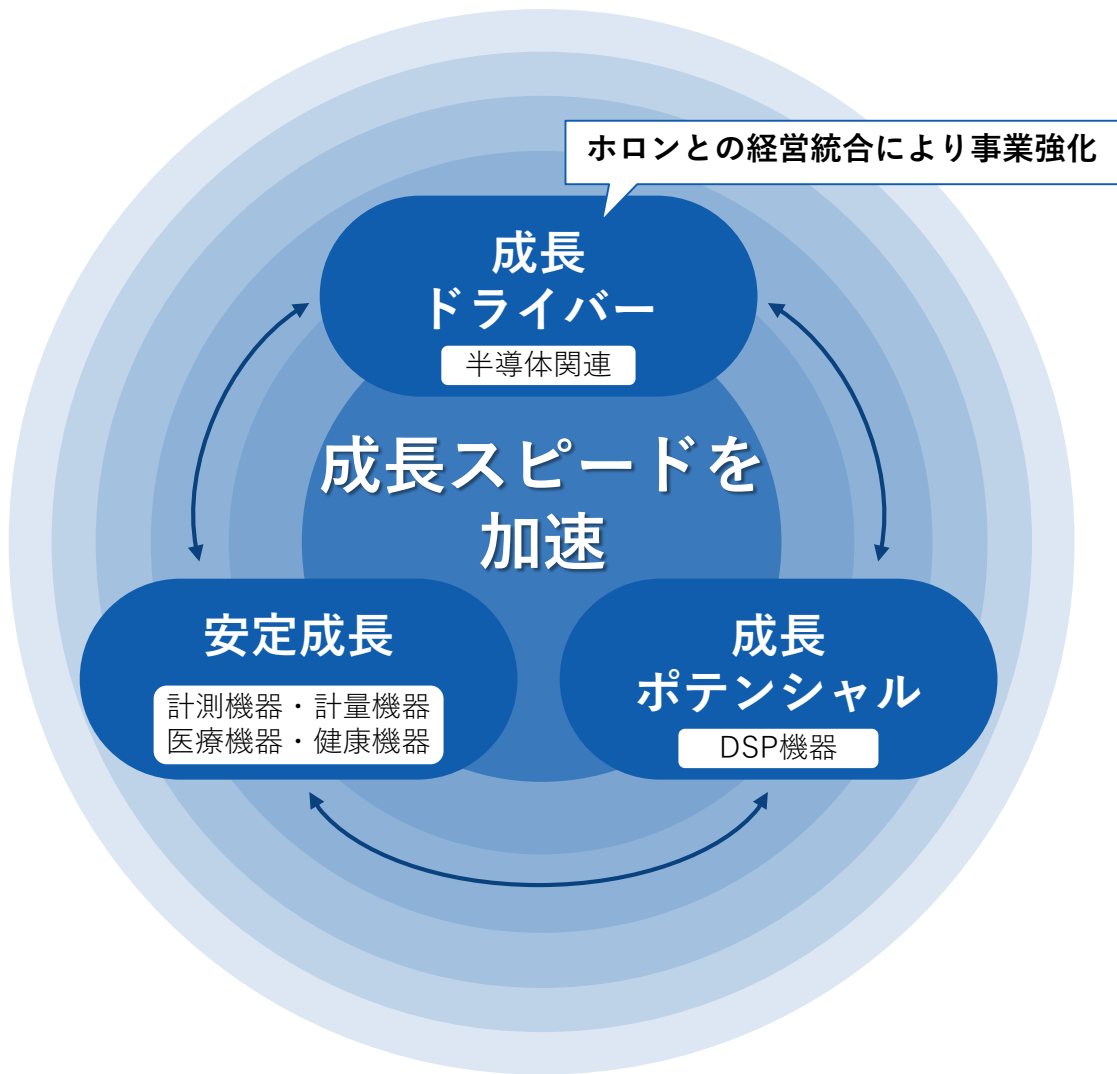 ホロンとの経営統合により事業強化
成長
ドライバー
半導体関連
成長スピードを
加速
安定成長
計測機器・計量機器
医療機器・健康機器
成長
ポテンシャル
DSP機器